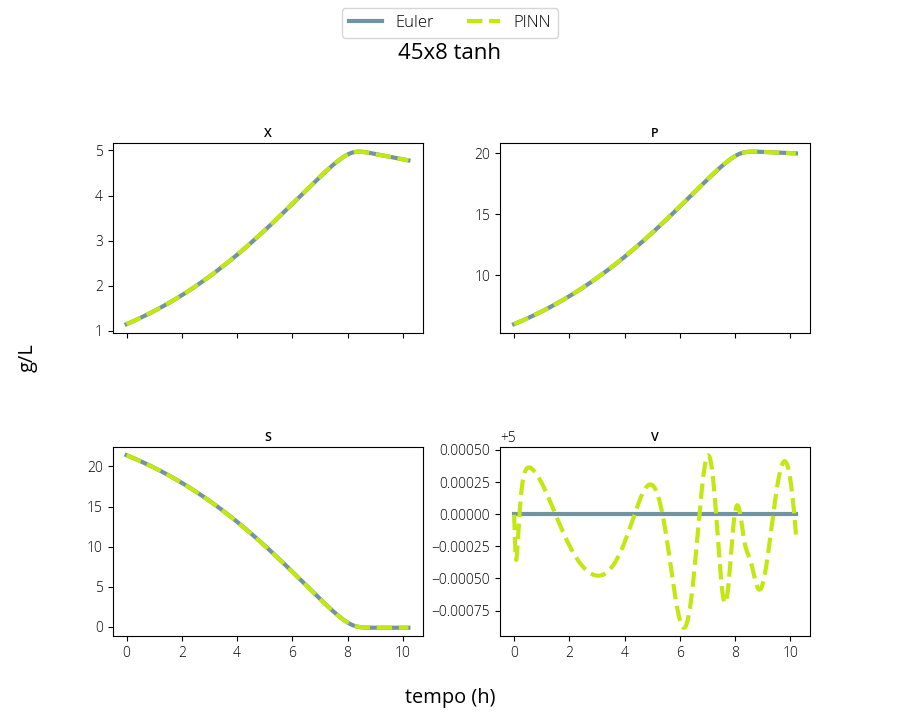 Euler PINN
45x8 tanh
X
5
4
3
2
1
P
20
15
10
g/L
S
20
15
10
5
0
0 2 4 6 8 10
V
+5
0.00050
0.00025
0.00000
−0.00025
−0.00050
−0.00075
0 2 4 6 8 10
tempo (h)